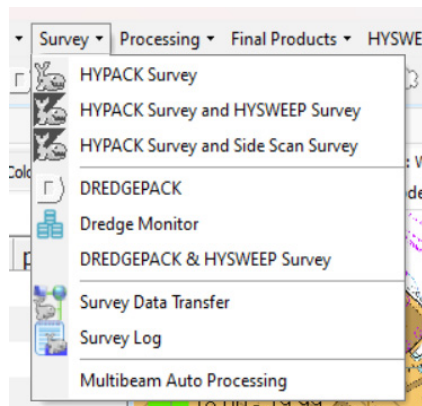 Survey Processing Final Products HYSWE
HYPACK Survey
HYPACK Survey and HYSWEEP Survey
HYPACK Survey and Side Scan Survey
DREDGEPACK
Dredge Monitor
DREDGEPACK & HYSWEEP Survey
Survey Data Transfer
Survey Log
Multibeam Auto Processing